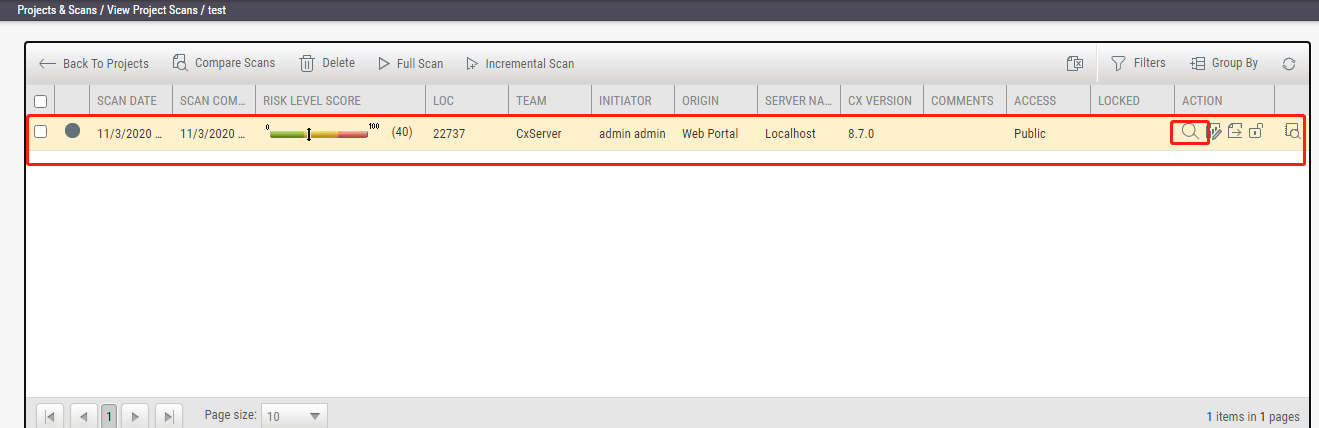 Projects & Scans / View Project Scans / test
Back To Projects Compare Scans Delete Full Scan Incremental Scan Filters Group By
SCAN DATE SCAN COM... RISK LEVEL SCORE LOC TEAM INITIATOR ORIGIN SERVER NA... CX VERSION COMMENTS ACCESS LOCKED ACTION
11/3/2020 ... 11/3/2020 ... 0 100 (40) 22737 CxServer admin admin Web Portal Localhost 8.7.0 Public
1 Page size: 10 1 items in 1 pages